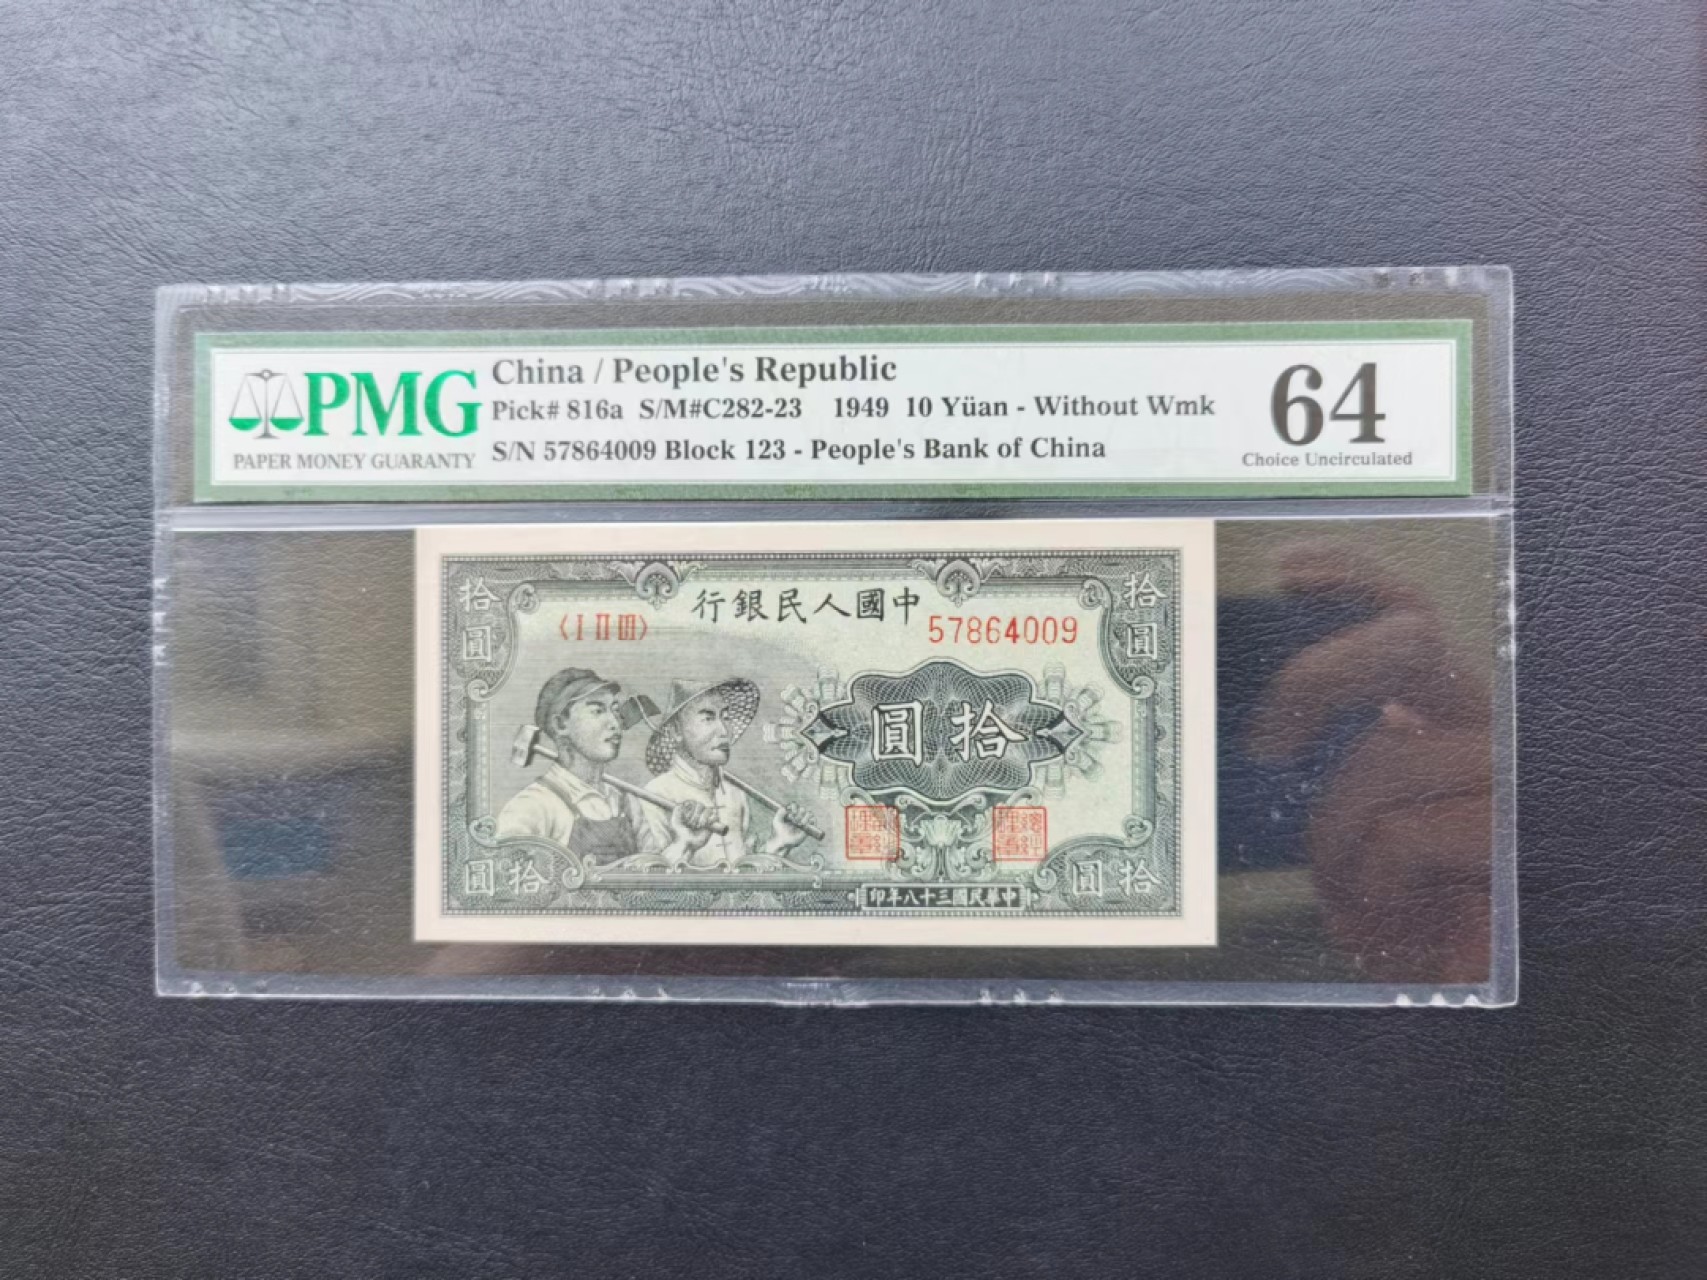 PMG
PAPER MONEY GUARANTY
China / People's Republic
Pick# 816a S/M#C282-23 1949 10 Yüan - Without Wmk
S/N 57864009 Block 123 - People's Bank of China
64
Choice Uncirculated
拾圓
行銀民人國中
拾圓
〈I II III〉
57864009
圓拾
圓拾
圓拾
印年八十三國民華中